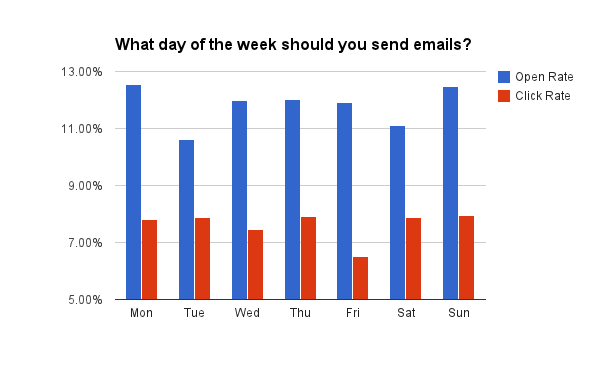 What day of the week should you send emails?
13.00%
11.00%
9.00%
7.00%
5.00%
Mon Tue Wed Thu Fri Sat Sun
Open Rate
Click Rate